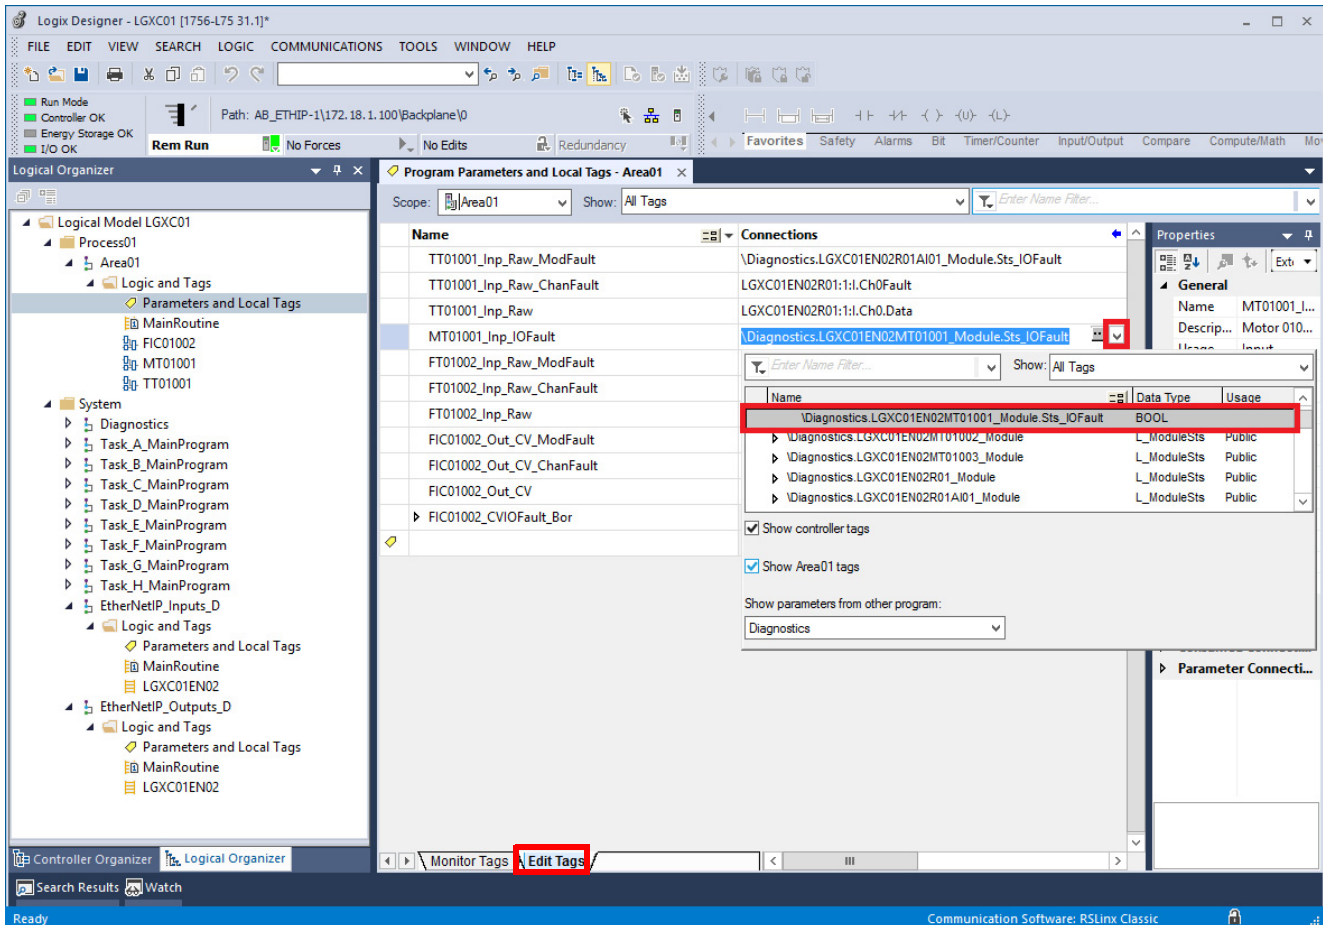 Logix Designer - LGXC01 [1756-L75 31.1]*
FILE EDIT VIEW SEARCH LOGIC COMMUNICATIONS TOOLS WINDOW HELP
Run Mode
Controller OK
Energy Storage OK
I/O OK
Path: AB_ETHIP-1\172.18.1.100\Backplane\0
Rem Run No Forces No Edits Redundancy
Favorites Safety Alarms Bit Timer/Counter Input/Output Compare Compute/Math
Logical Organizer
Logical Model LGXC01
Process01
Area01
Logic and Tags
Parameters and Local Tags
MainRoutine
FIC01002
MT01001
TT01001
System
Diagnostics
Task_A_MainProgram
Task_B_MainProgram
Task_C_MainProgram
Task_D_MainProgram
Task_E_MainProgram
Task_F_MainProgram
Task_G_MainProgram
Task_H_MainProgram
EtherNetIP_Inputs_D
Logic and Tags
Parameters and Local Tags
MainRoutine
LGXC01EN02
EtherNetIP_Outputs_D
Logic and Tags
Parameters and Local Tags
MainRoutine
LGXC01EN02
Controller Organizer Logical Organizer
Program Parameters and Local Tags - Area01
Scope: Area01 Show: All Tags Enter Name Filter...
Name Connections
TT01001_Inp_Raw_ModFault \Diagnostics.LGXC01EN02R01AI01_Module.Sts_IOFault
TT01001_Inp_Raw_ChanFault LGXC01EN02R01:1:I.Ch0Fault
TT01001_Inp_Raw LGXC01EN02R01:1:I.Ch0.Data
MT01001_Inp_IOFault \Diagnostics.LGXC01EN02MT01001_Module.Sts_IOFault
FT01002_Inp_Raw_ModFault
FT01002_Inp_Raw_ChanFault
FT01002_Inp_Raw
FIC01002_Out_CV_ModFault
FIC01002_Out_CV_ChanFault
FIC01002_Out_CV
FIC01002_CVIOFault_Bor
Enter Name Filter... Show: All Tags
Name Data Type Usage
\Diagnostics.LGXC01EN02MT01001_Module.Sts_IOFault BOOL
\Diagnostics.LGXC01EN02MT01002_Module L_ModuleSts Public
\Diagnostics.LGXC01EN02MT01003_Module L_ModuleSts Public
\Diagnostics.LGXC01EN02R01_Module L_ModuleSts Public
\Diagnostics.LGXC01EN02R01AI01_Module L_ModuleSts Public
Show controller tags
Show Area01 tags
Show parameters from other program:
Diagnostics
Monitor Tags Edit Tags
Properties
General
Name MT01001_I...
Descrip... Motor 010...
Parameter Connecti...
Search Results Watch
Ready Communication Software: RSLinx Classic